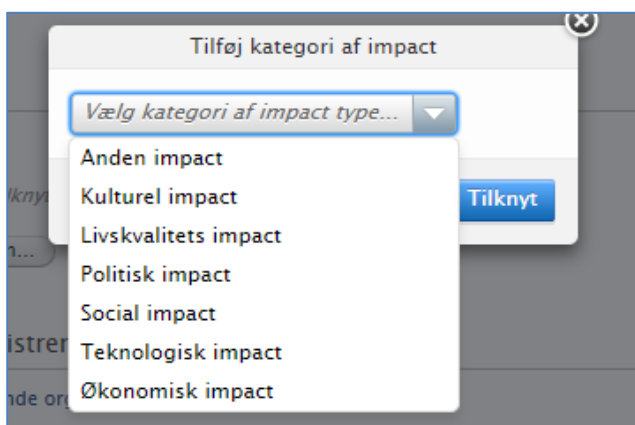 Tilføj kategori af impact
Vælg kategori af impact type...
Anden impact
Kulturel impact
Livskvalitets impact
Tilknyt
Politisk impact
Social impact
Teknologisk impact
Økonomisk impact